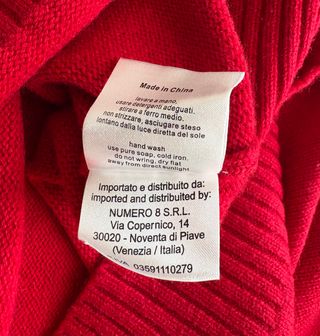 Made in China
lavare a mano,
usare detergenti adeguati,
stirare a ferro medio.
non strizzare, asciugare steso
lontano dalla luce diretta del sole
hand wash
use pure soap, cold iron.
do not wring, dry flat
away from direct sunlight
Importato e distribuito da:
imported and distribuited by:
NUMERO 8 S.R.L.
Via Copernico, 14
30020 - Noventa di Piave
(Venezia / Italia)
IVA 03591110279